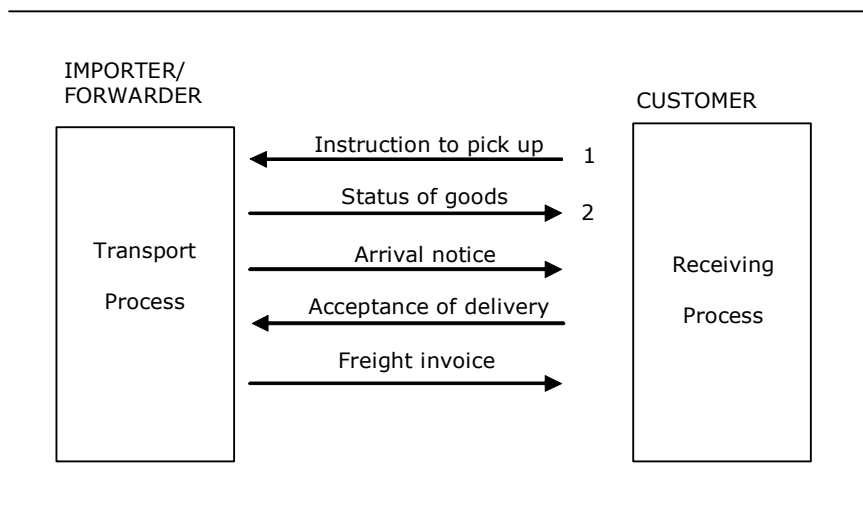 IMPORTER/
FORWARDER
CUSTOMER
Instruction to pick up
1
Status of goods
2
Transport
Process
Arrival notice
Acceptance of delivery
Freight invoice
Receiving
Process